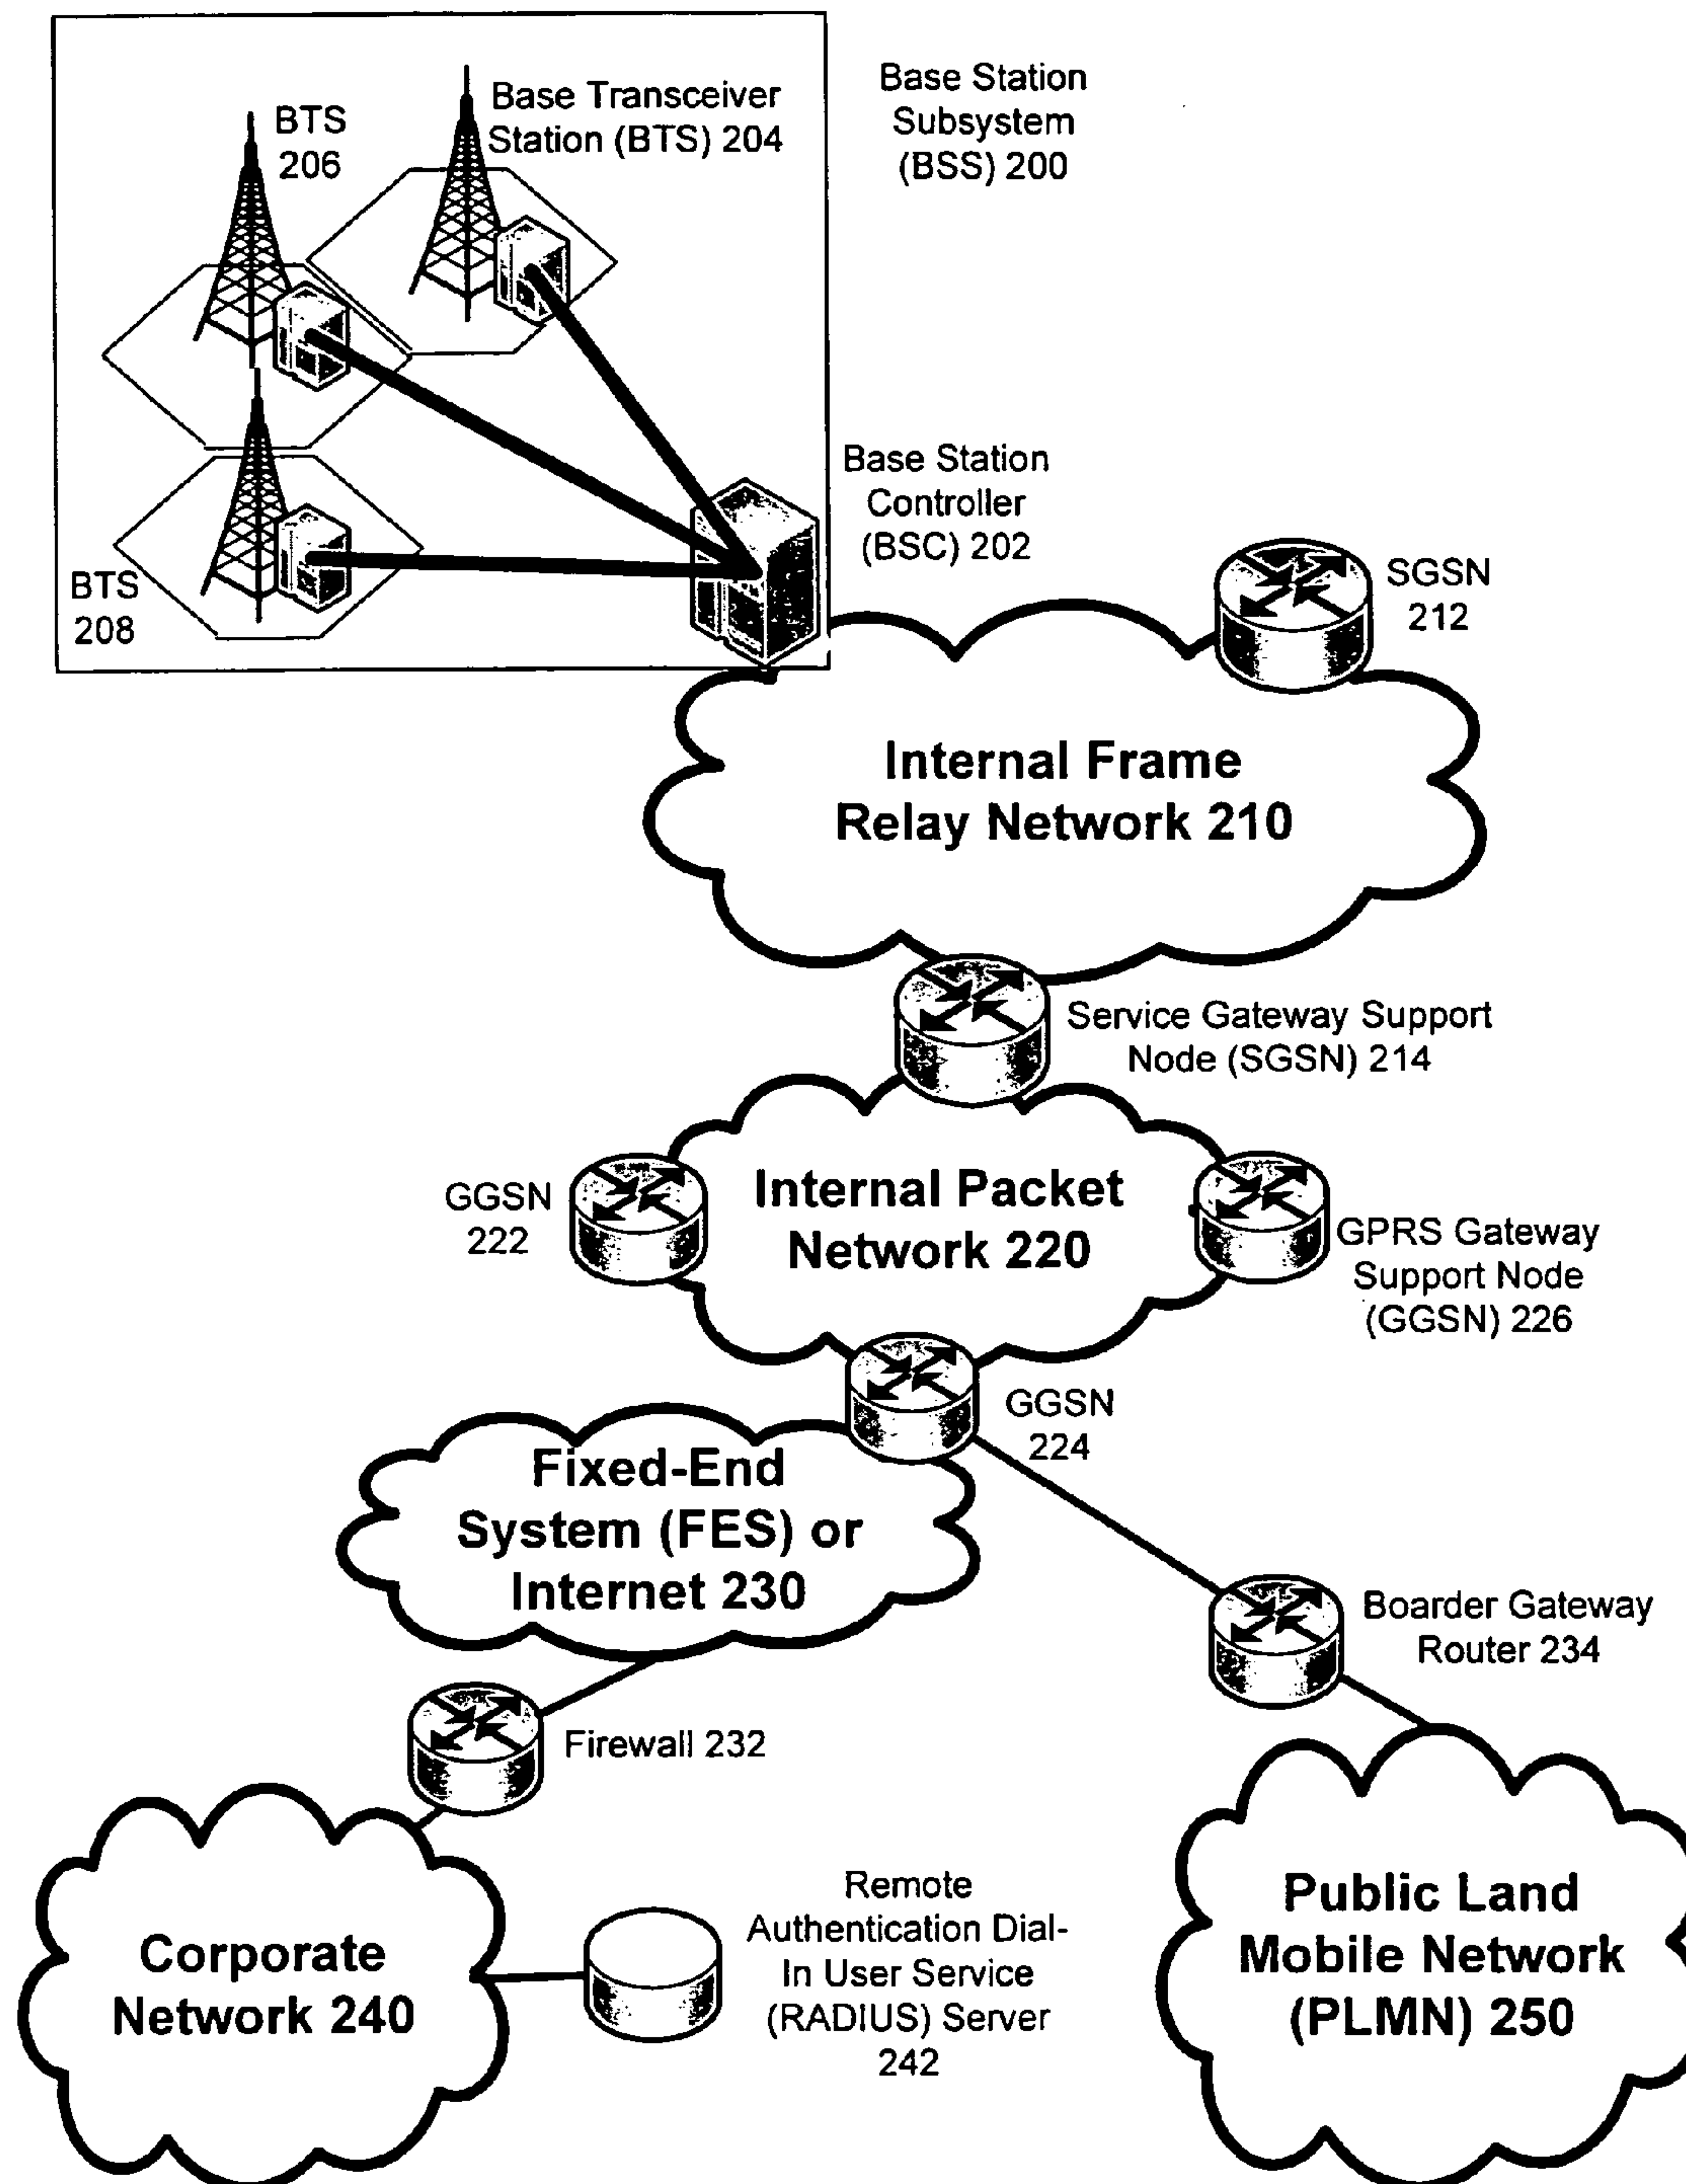 BTS
206
Base Transceiver
Station (BTS) 204
Base Station
Subsystem
(BSS) 200
BTS
208
Base Station
Controller
(BSC) 202
SGSN
212
Internal Frame
Relay Network 210
Service Gateway Support
Node (SGSN) 214
GGSN
222
Internal Packet
Network 220
GPRS Gateway
Support Node
(GGSN) 226
GGSN
224
Fixed-End
System (FES) or
Internet 230
Boarder Gateway
Router 234
Firewall 232
Corporate
Network 240
Remote
Authentication Dial-
In User Service
(RADIUS) Server
242
Public Land
Mobile Network
(PLMN) 250